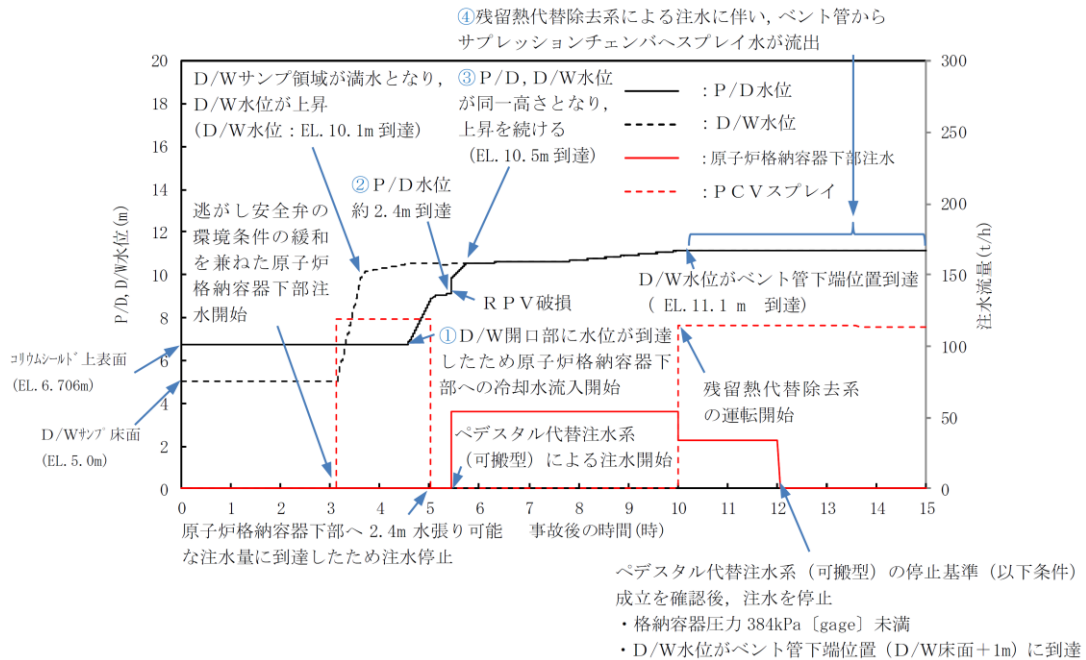 ④残留熱代替除去系による注水に伴い，ベント管から
サプレッションチェンバへスプレイ水が流出
D/Wサンプ領域が満水となり，
D/W水位が上昇
(D/W水位：EL.10.1m 到達)
③P/D，D/W水位
が同一高さとなり，
上昇を続ける
(EL.10.5m 到達)
：P/D水位
：D/W水位
：原子炉格納容器下部注水
：PCVスプレイ
②P/D水位
約 2.4m 到達
逃がし安全弁の
環境条件の緩和
を兼ねた原子炉
格納容器下部注
水開始
RPV破損
D/W水位がベント管下端位置到達
( EL.11.1 m 到達)
①D/W開口部に水位が到達
したため原子炉格納容器下
部への冷却水流入開始
残留熱代替除去系
の運転開始
ペデスタル代替注水系
（可搬型）による注水開始
コリウムシールド上表面
(EL.6.706m)
D/Wサンプ床面
(EL.5.0m)
P/D, D/W水位(m)
20
18
16
14
12
10
8
6
4
2
0
注水流量(t/h)
300
250
200
150
100
50
0
0 1 2 3 4 5 6 7 8 9 10 11 12 13 14 15
事故後の時間(時)
原子炉格納容器下部へ 2.4m 水張り可能
な注水量に到達したため注水停止
ペデスタル代替注水系（可搬型）の停止基準（以下条件）
成立を確認後，注水を停止
・格納容器圧力 384kPa〔gage〕未満
・D/W水位がベント管下端位置（D/W床面＋1m）に到達